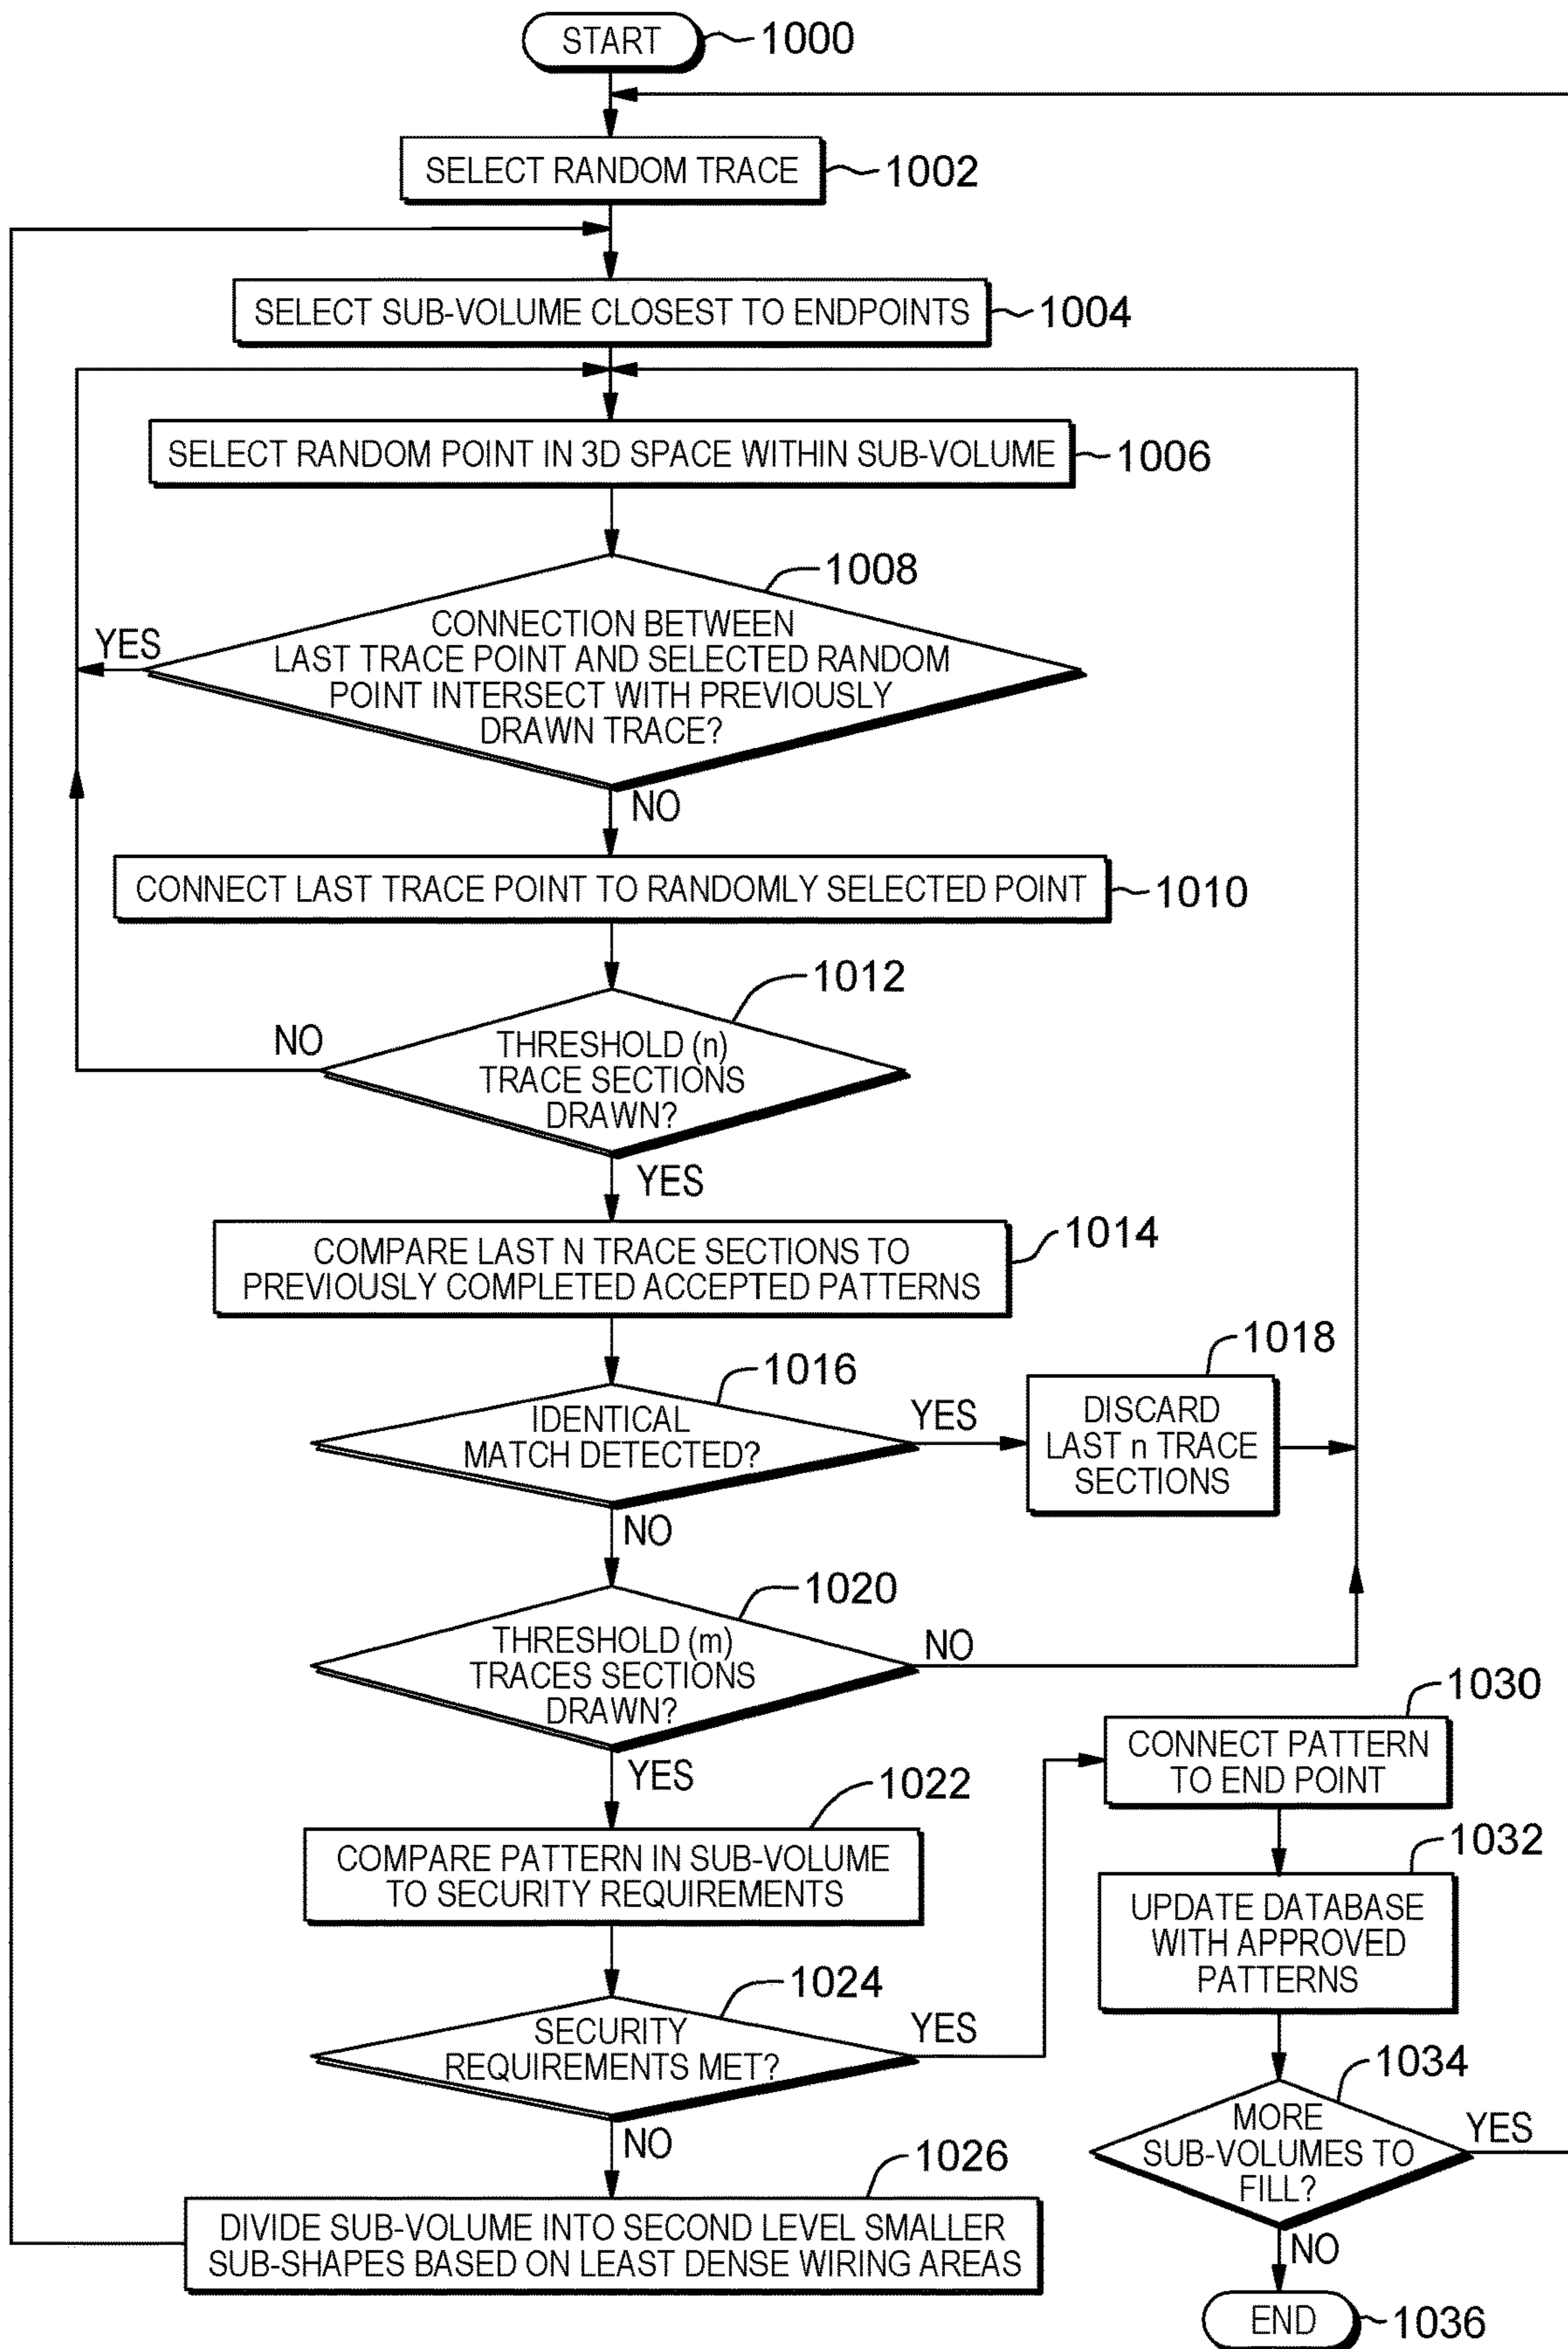 START
1000
SELECT RANDOM TRACE
1002
SELECT SUB-VOLUME CLOSEST TO ENDPOINTS
1004
SELECT RANDOM POINT IN 3D SPACE WITHIN SUB-VOLUME
1006
1008
CONNECTION BETWEEN
LAST TRACE POINT AND SELECTED RANDOM
POINT INTERSECT WITH PREVIOUSLY
DRAWN TRACE?
YES
NO
CONNECT LAST TRACE POINT TO RANDOMLY SELECTED POINT
1010
1012
THRESHOLD (n)
TRACE SECTIONS
DRAWN?
NO
YES
COMPARE LAST N TRACE SECTIONS TO
PREVIOUSLY COMPLETED ACCEPTED PATTERNS
1014
1016
IDENTICAL
MATCH DETECTED?
YES
NO
1018
DISCARD
LAST n TRACE
SECTIONS
1020
THRESHOLD (m)
TRACES SECTIONS
DRAWN?
NO
YES
1022
COMPARE PATTERN IN SUB-VOLUME
TO SECURITY REQUIREMENTS
1024
SECURITY
REQUIREMENTS MET?
YES
NO
1026
DIVIDE SUB-VOLUME INTO SECOND LEVEL SMALLER
SUB-SHAPES BASED ON LEAST DENSE WIRING AREAS
1030
CONNECT PATTERN
TO END POINT
1032
UPDATE DATABASE
WITH APPROVED
PATTERNS
1034
MORE
SUB-VOLUMES TO
FILL?
YES
NO
END
1036